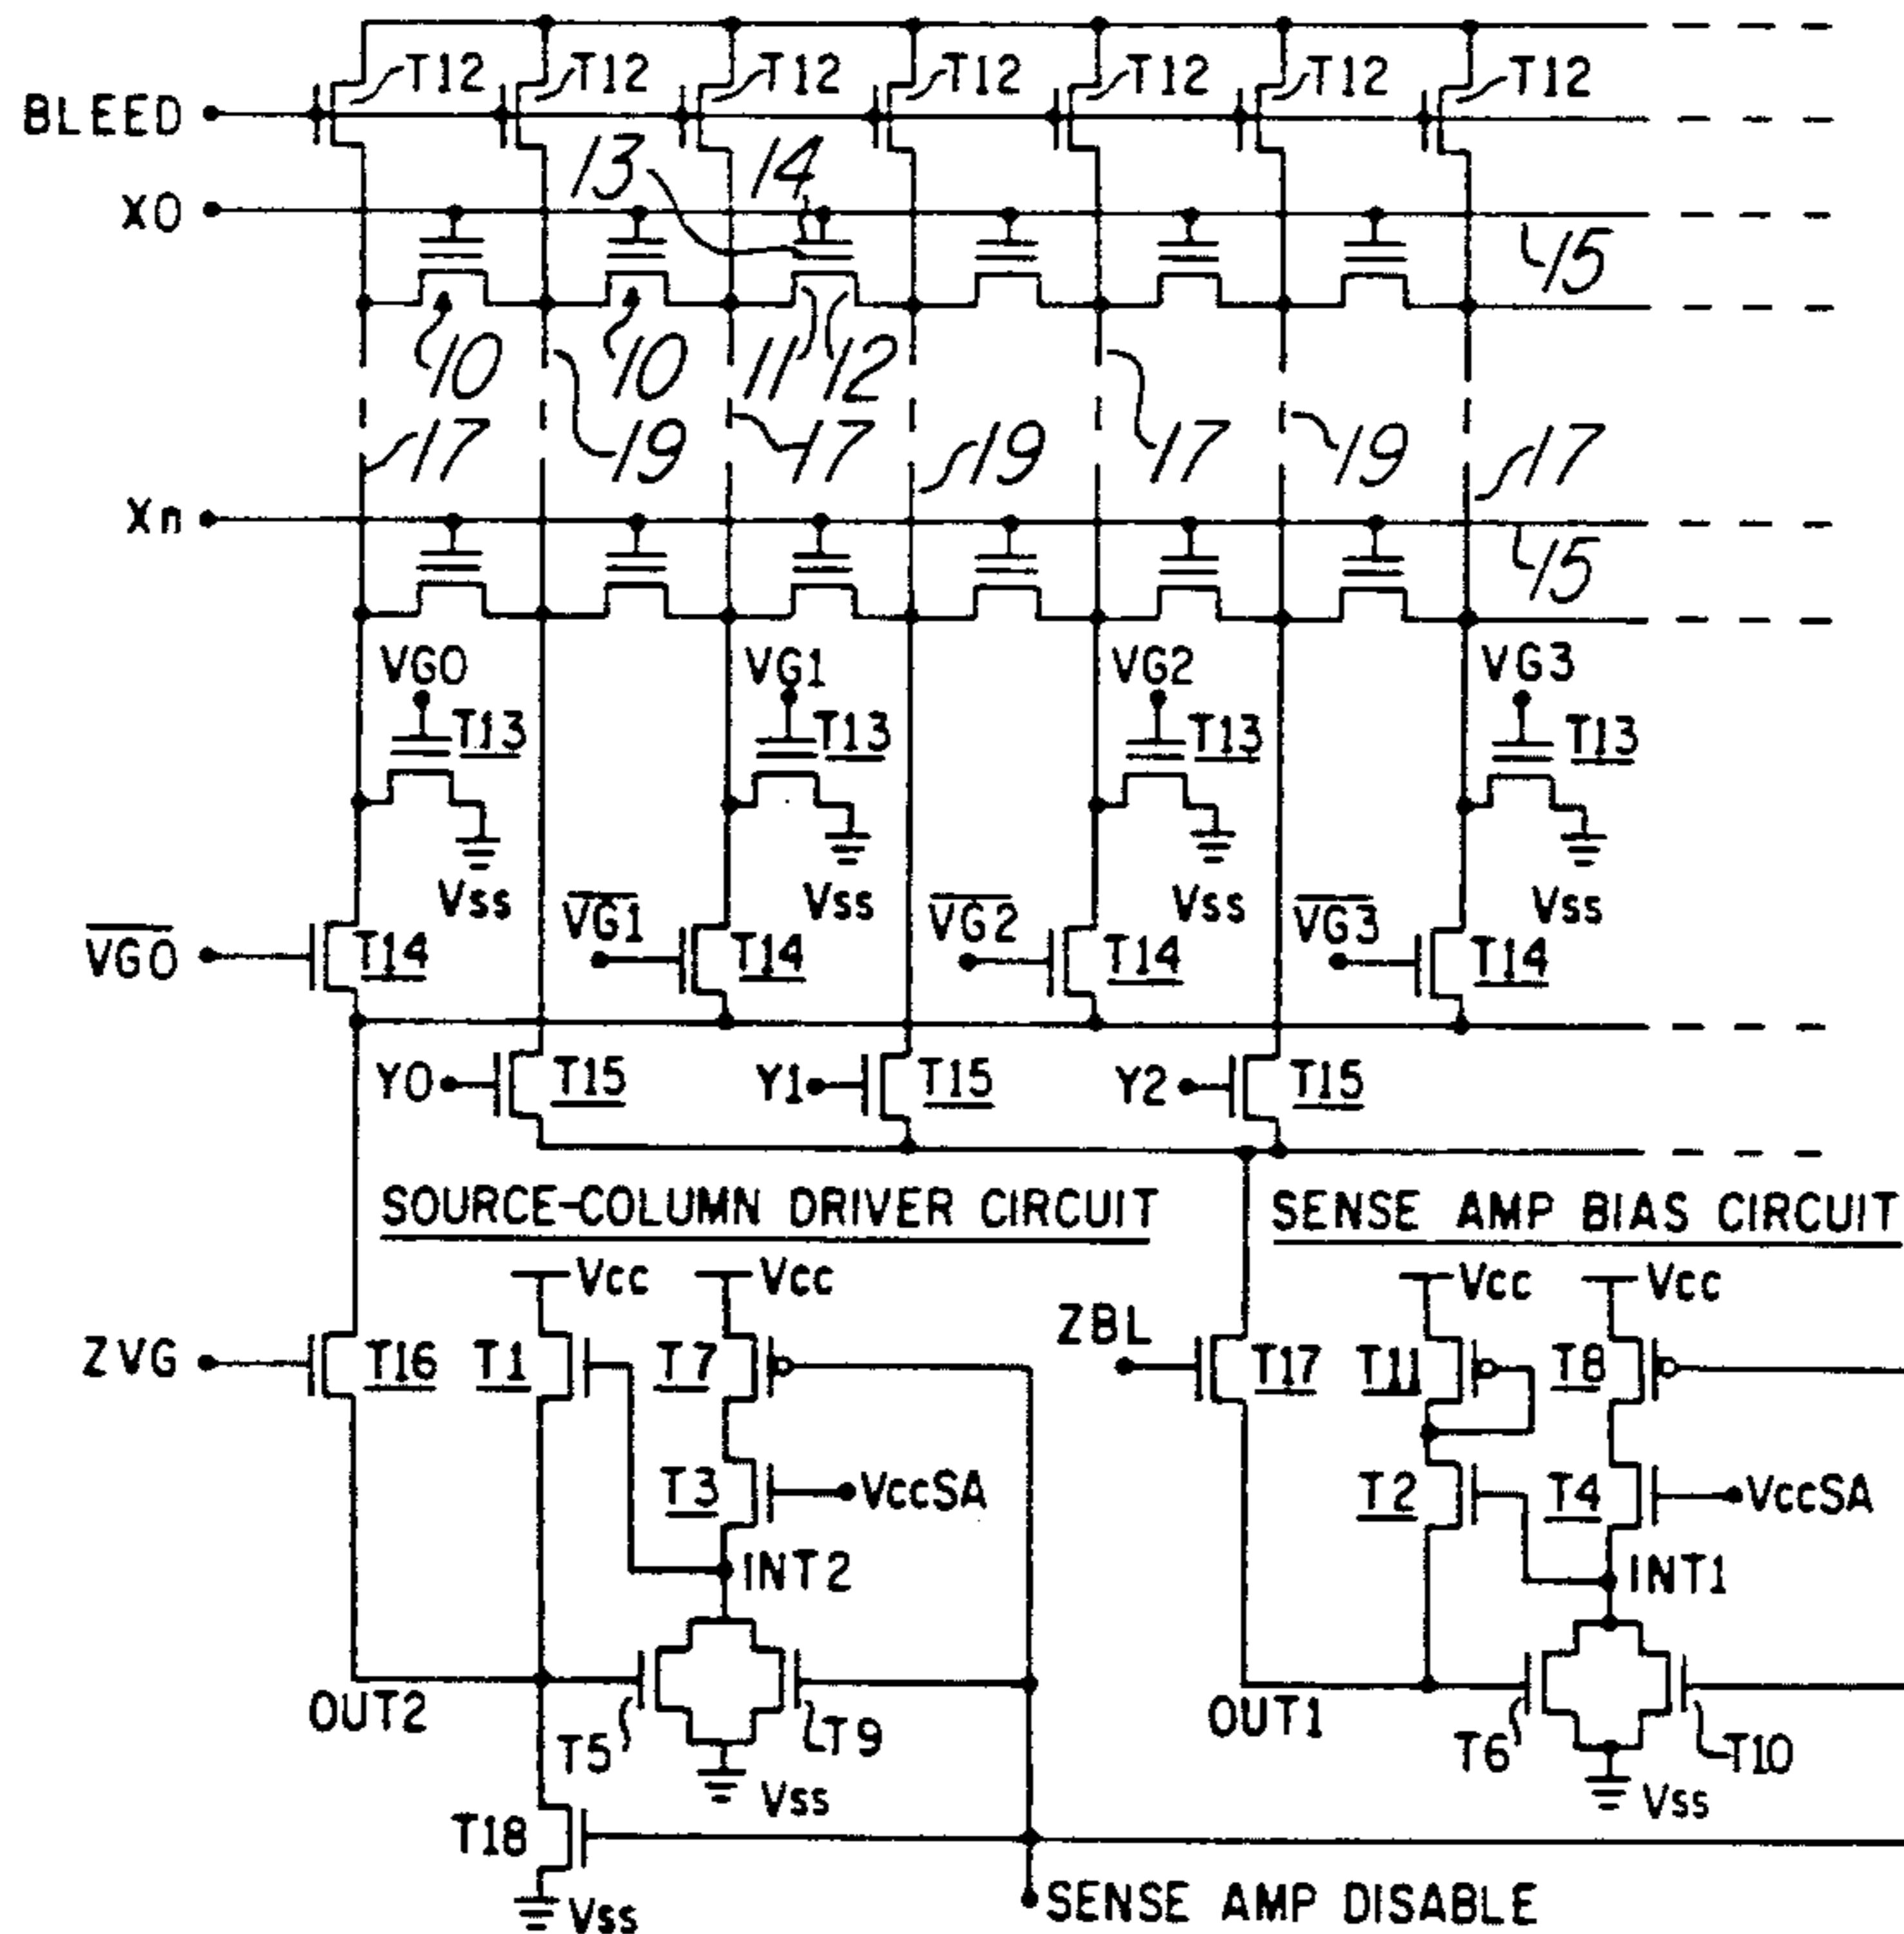 T12 T12 T12 T12 T12 T12 T12
BLEED
13 14
X0
15
10 10 11 12
17 19 17 19 17 19 17
Xn
15
VG0 VG1 VG2 VG3
T13 T13 T13 T13
Vss Vss Vss Vss
V̅G̅0̅ V̅G̅1̅ V̅G̅2̅ V̅G̅3̅
T14 T14 T14 T14
Y0 T15 Y1 T15 Y2 T15
SOURCE-COLUMN DRIVER CIRCUIT SENSE AMP BIAS CIRCUIT
Vcc Vcc Vcc Vcc
ZVG T16 T1 T7 ZBL T17 T11 T8
T3 VccSA T2 T4 VccSA
INT2 INT1
OUT2 OUT1
T5 T9 T6 T10
Vss Vss
T18
Vss SENSE AMP DISABLE